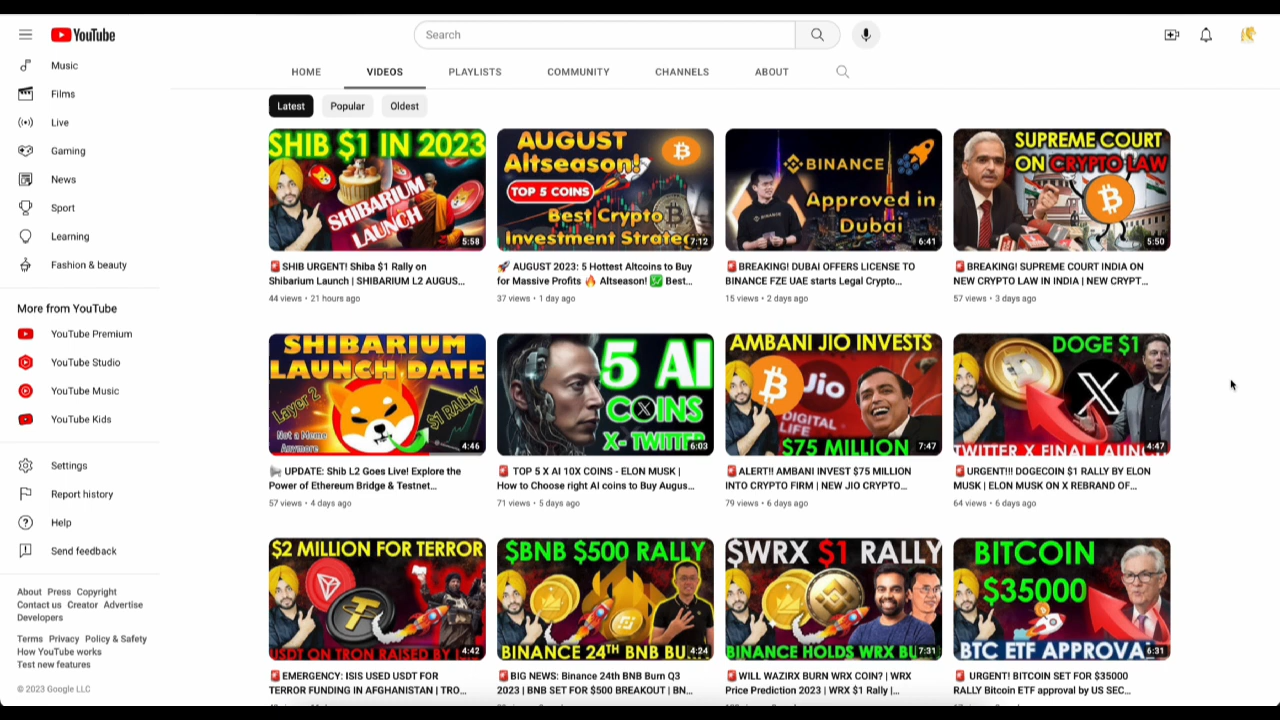 YouTube
Search
HOME VIDEOS PLAYLISTS COMMUNITY CHANNELS ABOUT
Latest Popular Oldest
Music
Films
Live
Gaming
News
Sport
Learning
Fashion & beauty
More from YouTube
YouTube Premium
YouTube Studio
YouTube Music
YouTube Kids
Settings
Report history
Help
Send feedback
About Press Copyright
Contact us Creator Advertise
Developers
Terms Privacy Policy & Safety
How YouTube works
Test new features
© 2023 Google LLC
SHIB $1 IN 2023
SHIBARIUM
LAUNCH
5:58
🚨SHIB URGENT! Shiba $1 Rally on
Shibarium Launch | SHIBARIUM L2 AUGUS...
44 views • 21 hours ago
AUGUST
Altseason!
TOP 5 COINS
Best Crypto
Investment Strate
7:12
🚀 AUGUST 2023: 5 Hottest Altcoins to Buy
for Massive Profits 🔥 Altseason! 💹 Best...
37 views • 1 day ago
BINANCE
BINANCE
Approved in
Dubai
6:41
🚨BREAKING! DUBAI OFFERS LICENSE TO
BINANCE FZE UAE starts Legal Crypto...
15 views • 2 days ago
SUPREME COURT
ON CRYPTO LAW
5:50
🚨BREAKING! SUPREME COURT INDIA ON
NEW CRYPTO LAW IN INDIA | NEW CRYPT...
57 views • 3 days ago
SHIBARIUM
LAUNCH DATE
Layer 2
$1 RALLY
Not a Meme
Anymore
4:46
📢 UPDATE: Shib L2 Goes Live! Explore the
Power of Ethereum Bridge & Testnet...
57 views • 4 days ago
5 AI
COINS
X- TWITTER
6:03
🚨 TOP 5 X AI 10X COINS - ELON MUSK |
How to Choose right AI coins to Buy Augus...
71 views • 5 days ago
AMBANI JIO INVESTS
Jio
DIGITAL
LIFE
$75 MILLION
7:47
🚨ALERT!! AMBANI INVEST $75 MILLION
INTO CRYPTO FIRM | NEW JIO CRYPTO...
79 views • 6 days ago
DOGE $1
TWITTER X FINAL LAUNC
4:47
🚨URGENT!!! DOGECOIN $1 RALLY BY ELON
MUSK | ELON MUSK ON X REBRAND OF...
64 views • 6 days ago
$2 MILLION FOR TERROR
USDT ON TRON RAISED BY
4:42
🚨EMERGENCY: ISIS USED USDT FOR
TERROR FUNDING IN AFGHANISTAN | TRO...
$BNB $500 RALLY
BINANCE 24TH BNB BU
4:24
🚨BIG NEWS: Binance 24th BNB Burn Q3
2023 | BNB SET FOR $500 BREAKOUT | BN...
$WRX $1 RALLY
BINANCE HOLDS WRX BU
7:31
🚨WILL WAZIRX BURN WRX COIN? | WRX
Price Prediction 2023 | WRX $1 Rally |...
BITCOIN
$35000
BTC ETF APPROVA
6:31
🚨 URGENT! BITCOIN SET FOR $35000
RALLY Bitcoin ETF approval by US SEC...